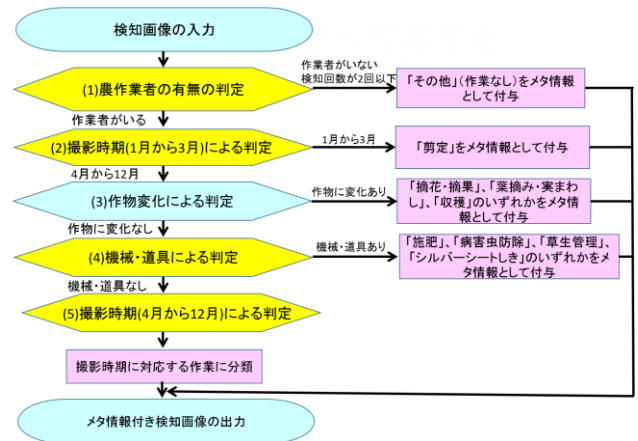 検知画像の入力
作業者がいない
検知回数が2回以下
(1)農作業者の有無の判定
「その他」(作業なし)をメタ情報
として付与
作業者がいる
(2)撮影時期(1月から3月)による判定
1月から3月
「剪定」をメタ情報として付与
4月から12月
(3)作物変化による判定
作物に変化あり
「摘花・摘果」、「葉摘み・実まわ
し」、「収穫」のいずれかをメタ情
報として付与
作物に変化なし
(4)機械・道具による判定
機械・道具あり
「施肥」、「病害虫防除」、「草生管理」、
「シルバーシートしき」のいずれかをメ
タ情報として付与
機械・道具なし
(5)撮影時期(4月から12月)による判定
撮影時期に対応する作業に分類
メタ情報付き検知画像の出力